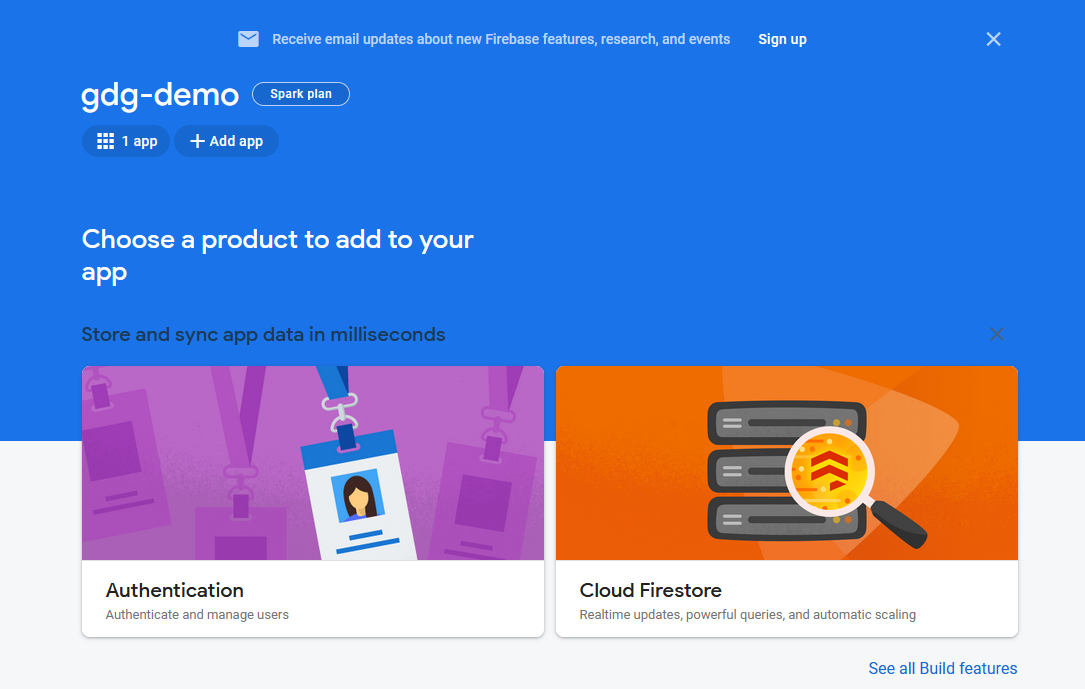 Receive email updates about new Firebase features, research, and events Sign up
gdg-demo Spark plan
1 app Add app
Choose a product to add to your
app
Store and sync app data in milliseconds
Authentication
Authenticate and manage users
Cloud Firestore
Realtime updates, powerful queries, and automatic scaling
See all Build features